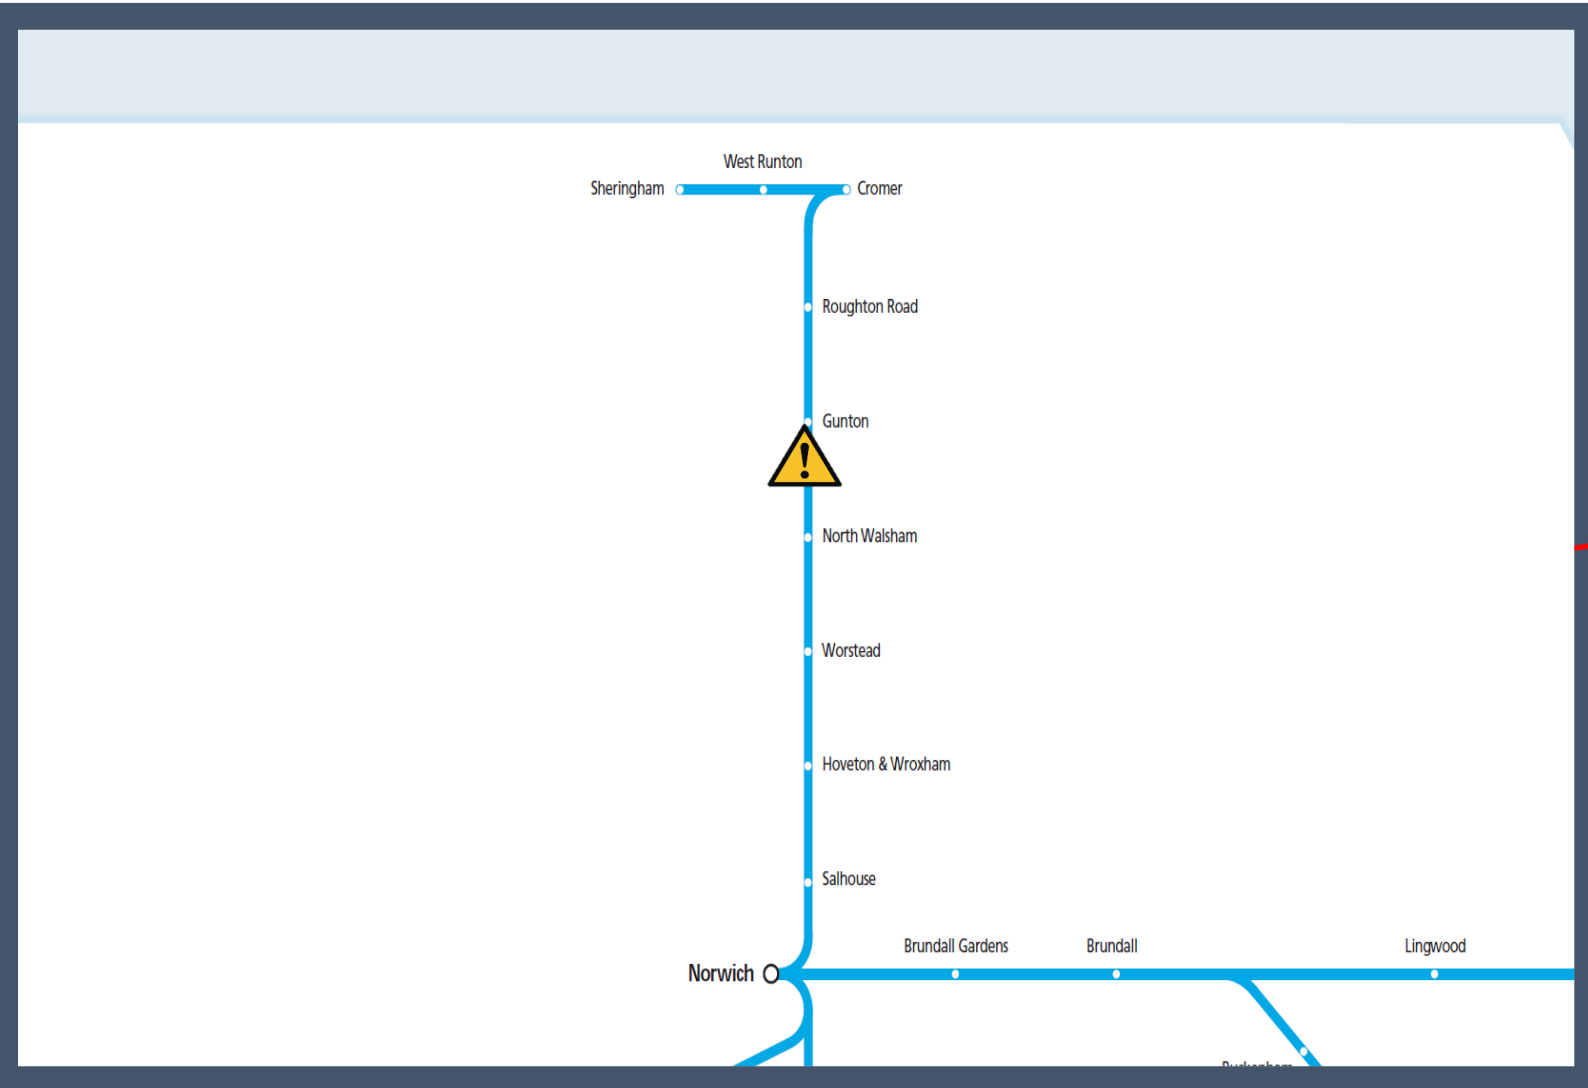 West Runton
Sheringham
Cromer
Roughton Road
Gunton
!
North Walsham
Worstead
Hoveton & Wroxham
Salhouse
Brundall Gardens
Brundall
Lingwood
Norwich